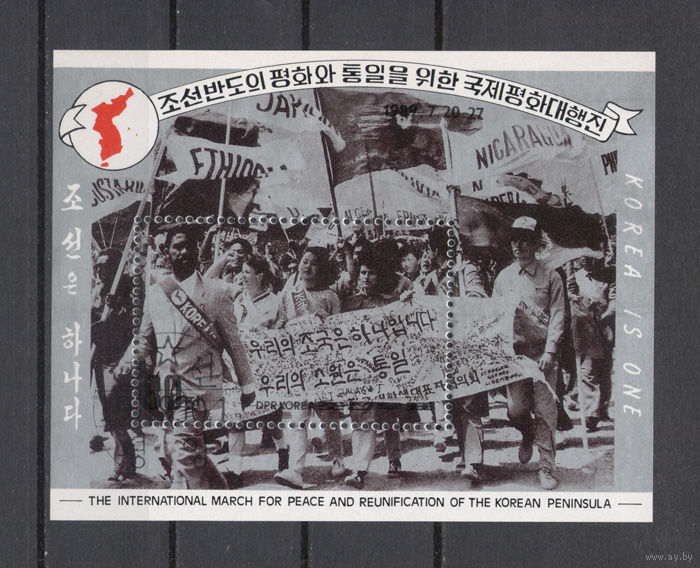 조선반도의 평화와 통일을 위한 국제평화대행진
1989. 7.20-27
ETHIOPIA
NICARAGUA
조선은 하나다
KOREA IS ONE
KOREA
우리의 조국은 하나입니다
우리의 소원은 통일
DPR KOREA
THE INTERNATIONAL MARCH FOR PEACE AND REUNIFICATION OF THE KOREAN PENINSULA
www.ay.by